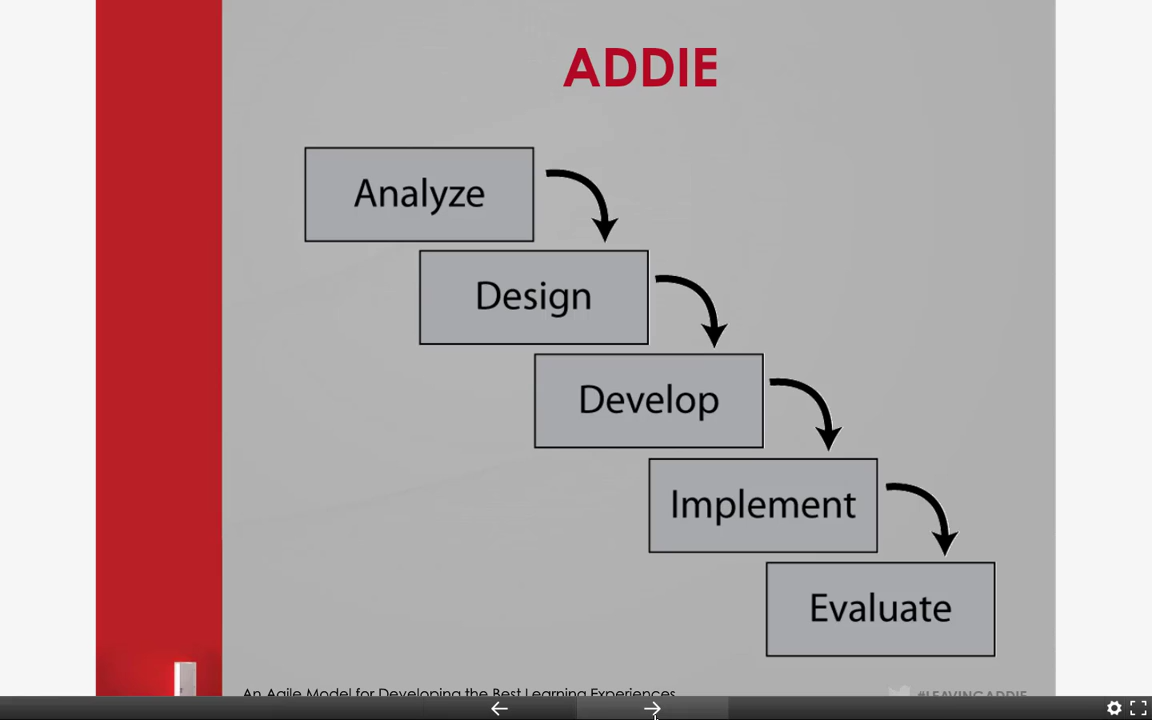 ADDIE
Analyze
Design
Develop
Implement
Evaluate
An Agile Model for Developing the Best Learning Experiences
#LEAVINGADDIE